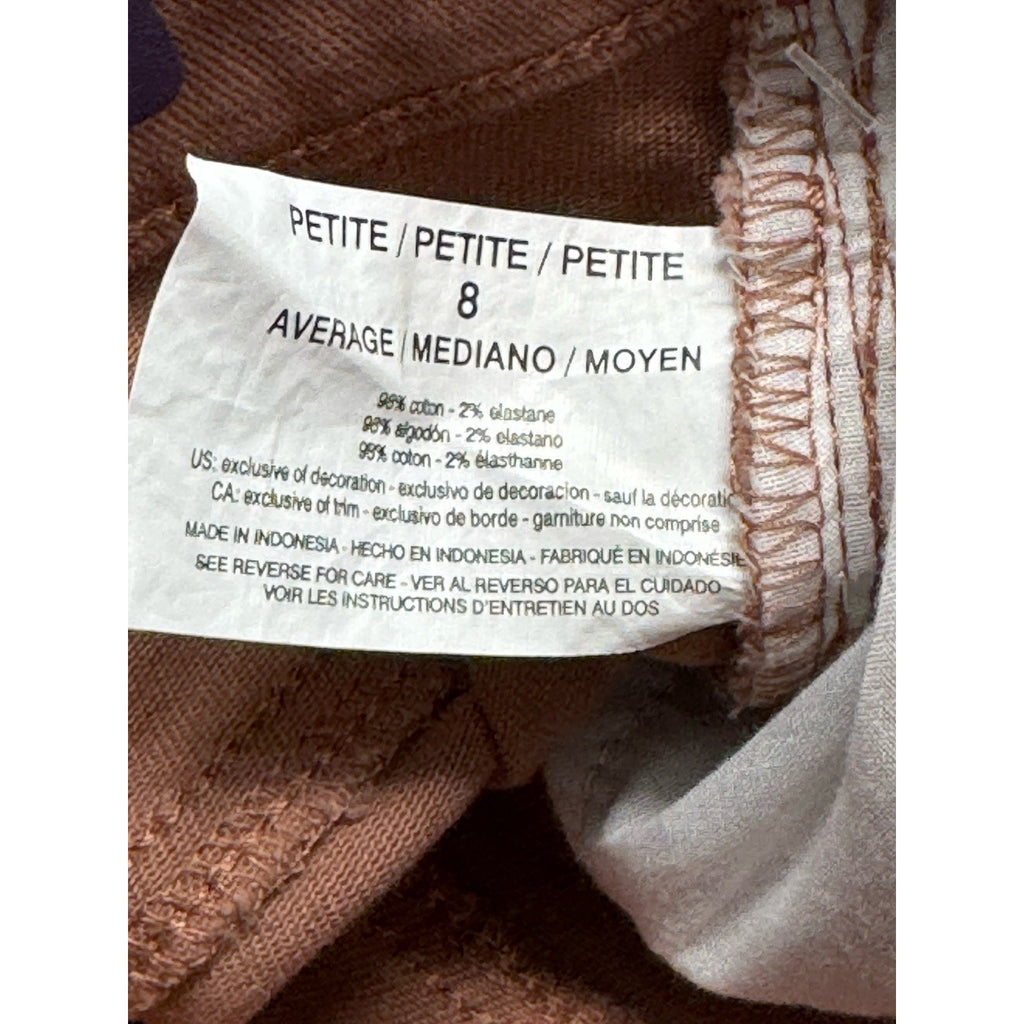 PETITE / PETITE / PETITE
8
AVERAGE / MEDIANO / MOYEN
98% cotton - 2% elastane
98% algodón - 2% elastano
98% coton - 2% élasthanne
US: exclusive of decoration - exclusivo de decoracion - sauf la décoratic
CA: exclusive of trim - exclusivo de borde - garniture non comprise
MADE IN INDONESIA - HECHO EN INDONESIA - FABRIQUÉ EN INDONÉSIE
SEE REVERSE FOR CARE - VER AL REVERSO PARA EL CUIDADO
VOIR LES INSTRUCTIONS D'ENTRETIEN AU DOS